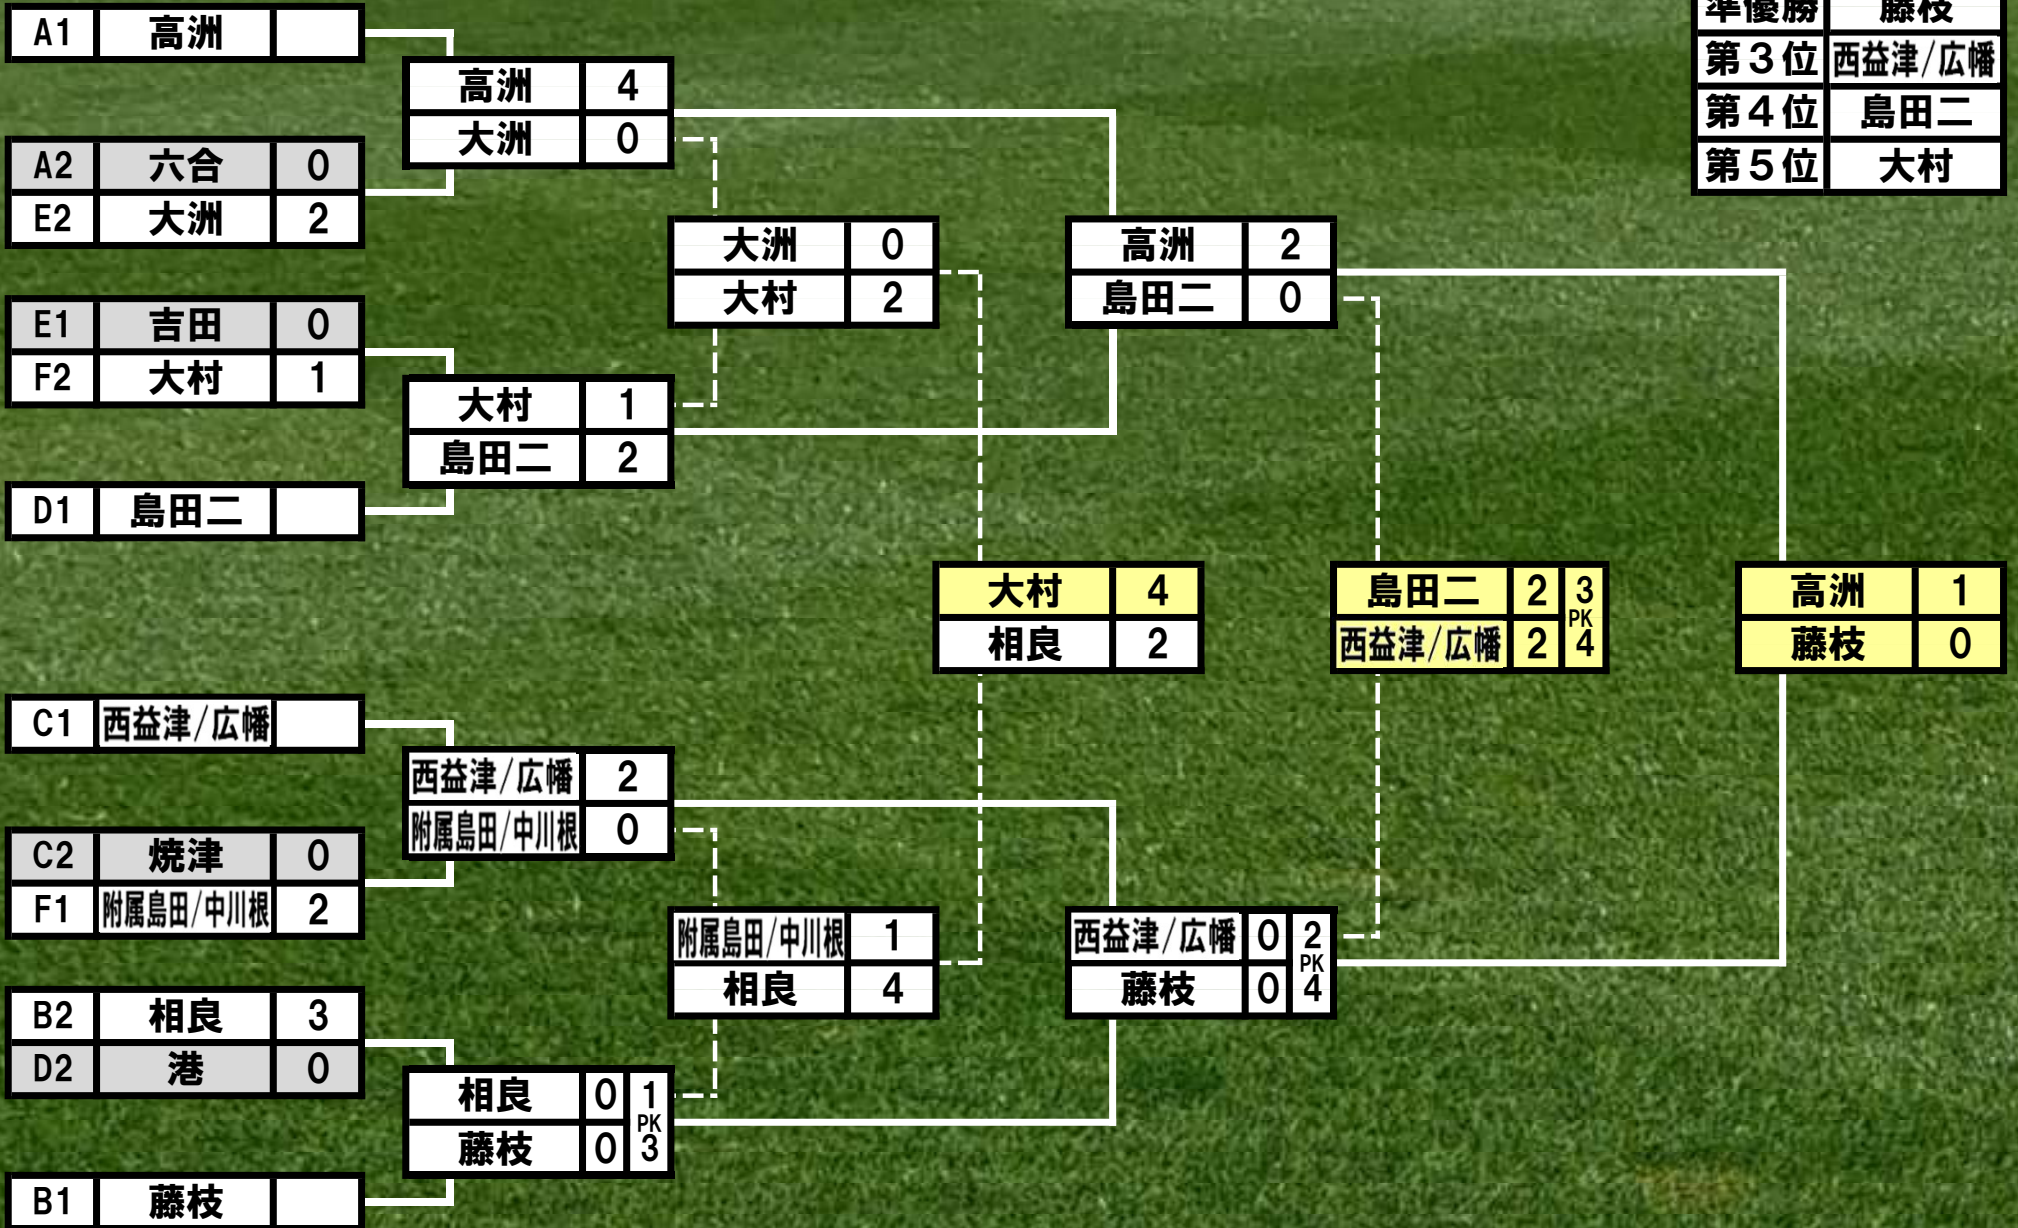 A1 高洲
A2 六合 0
E2 大洲 2
E1 吉田 0
F2 大村 1
D1 島田二
C1 西益津/広幡
C2 焼津 0
F1 附属島田/中川根 2
B2 相良 3
D2 港 0
B1 藤枝
高洲 4
大洲 0
大村 1
島田二 2
西益津/広幡 2
附属島田/中川根 0
相良 0 1
PK
藤枝 0 3
大洲 0
大村 2
附属島田/中川根 1
相良 4
大村 4
相良 2
高洲 2
島田二 0
西益津/広幡 0 2
PK
藤枝 0 4
島田二 2 3
PK
西益津/広幡 2 4
高洲 1
藤枝 0
準優勝 藤枝
第3位 西益津/広幡
第4位 島田二
第5位 大村